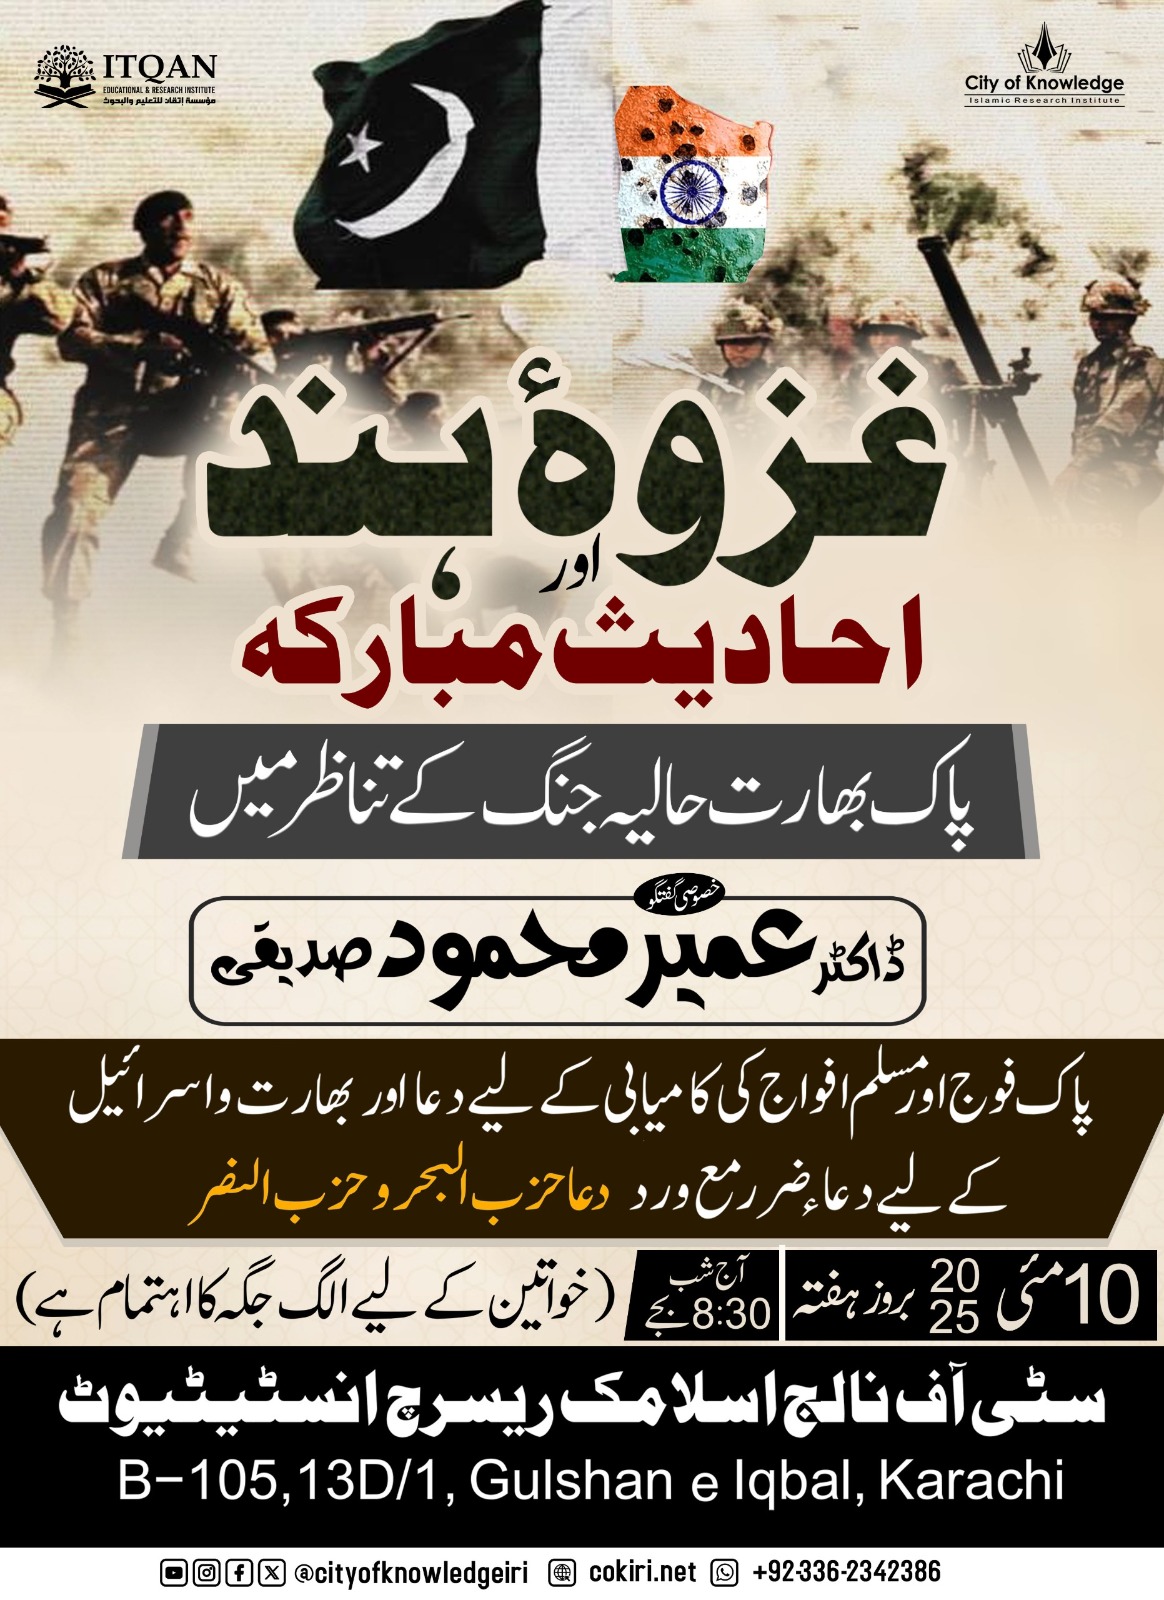 ITQAN
EDUCATIONAL & RESEARCH INSTITUTE
مؤسسة إتقان للتعليم والبحوث
City of Knowledge
Islamic Research Institute
غزوۂ ہند
اور
احادیث مبارکہ
پاک بھارت حالیہ جنگ کے تناظر میں
خصوصی گفتگو
ڈاکٹر عمیر محمود صدیقی
پاک فوج اور مسلم افواج کی کامیابی کے لیے دعا اور بھارت و اسرائیل
کے لیے دعاءِ ضرر مع ورد دعا حزب البحر و حزب النصر
10 مئی 2025 بروز ہفتہ
آج شب
8:30 بجے
(خواتین کے لیے الگ جگہ کا اہتمام ہے)
سٹی آف نالج اسلامک ریسرچ انسٹیٹیوٹ
B-105,13D/1, Gulshan e Iqbal, Karachi
@cityofknowledgeiri cokiri.net +92-336-2342386